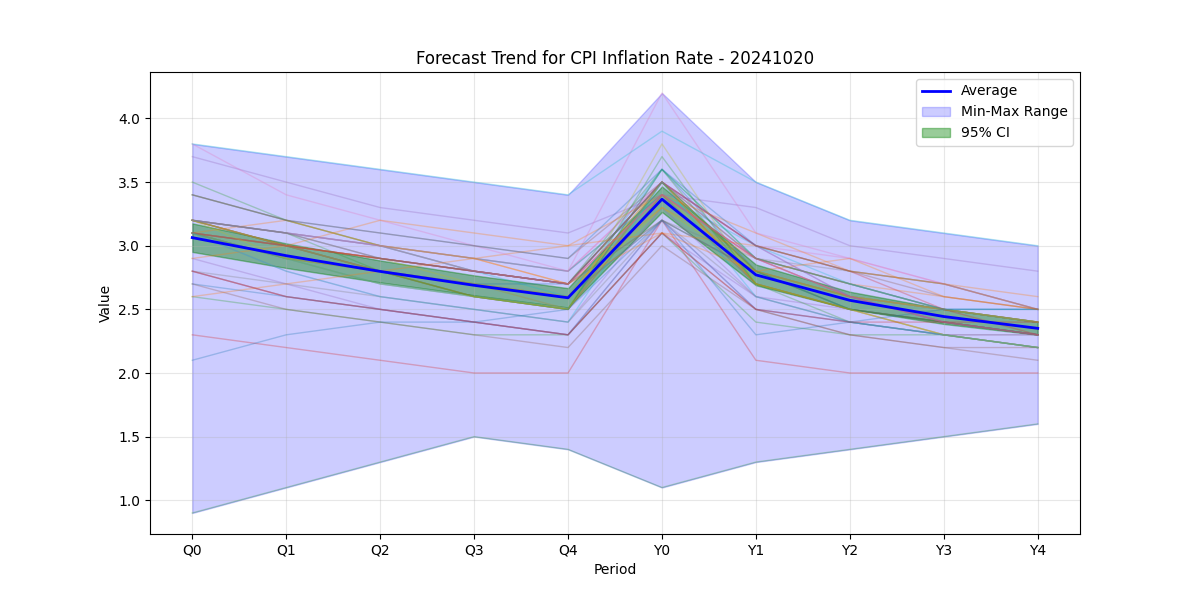 Forecast Trend for CPI Inflation Rate - 20241020
Average
Min-Max Range
95% CI
Value
4.0
3.5
3.0
2.5
2.0
1.5
1.0
Q0 Q1 Q2 Q3 Q4 Y0 Y1 Y2 Y3 Y4
Period